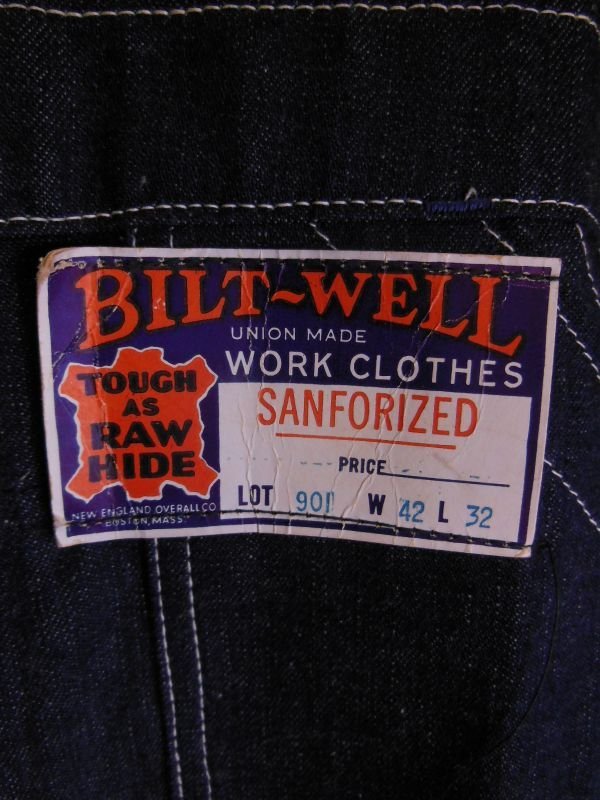 BILT~WELL
UNION MADE
WORK CLOTHES
TOUGH
AS
RAW
HIDE
SANFORIZED
PRICE
LOT 901 W 42 L 32
NEW ENGLAND OVERALL CO
BOSTON, MASS.